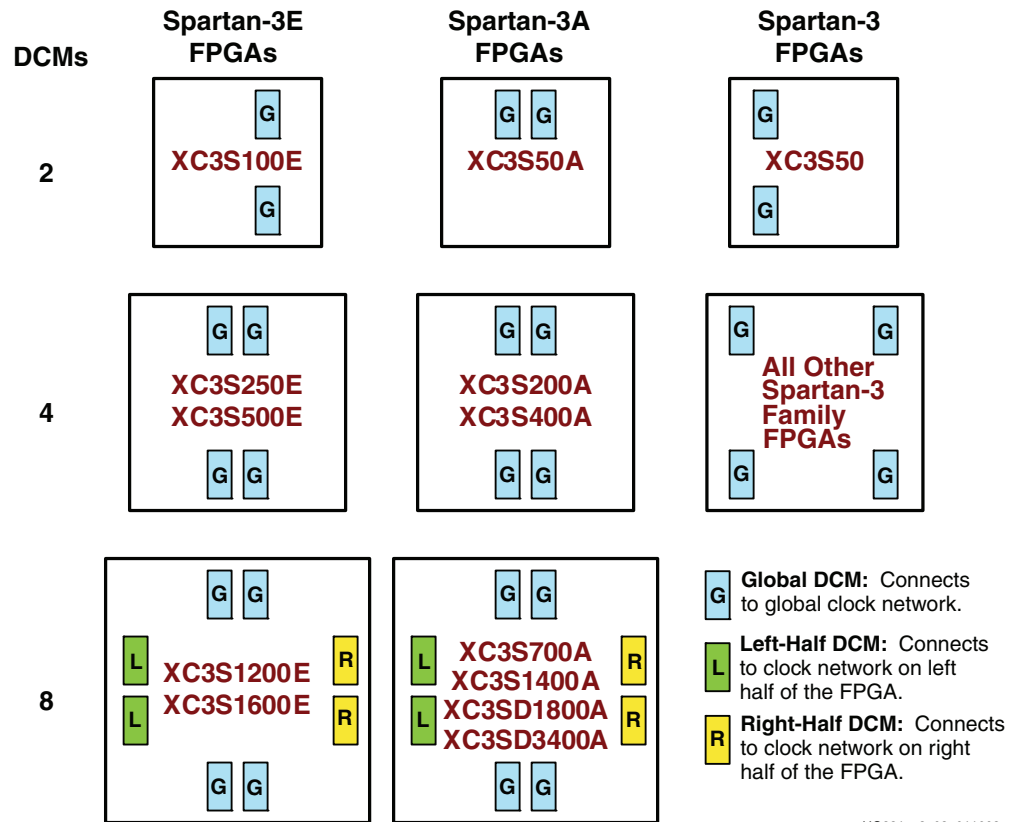 DCMs
Spartan-3E
FPGAs
Spartan-3A
FPGAs
Spartan-3
FPGAs
2
G
XC3S100E
G
G G
XC3S50A
G
XC3S50
G
4
G G
XC3S250E
XC3S500E
G G
G G
XC3S200A
XC3S400A
G G
G G
All Other
Spartan-3
Family
FPGAs
G G
8
G G
L R
XC3S1200E
XC3S1600E
L R
G G
G G
L R
XC3S700A
XC3S1400A
XC3SD1800A
XC3SD3400A
L R
G G
G
Global DCM: Connects
to global clock network.
L
Left-Half DCM: Connects
to clock network on left
half of the FPGA.
R
Right-Half DCM: Connects
to clock network on right
half of the FPGA.